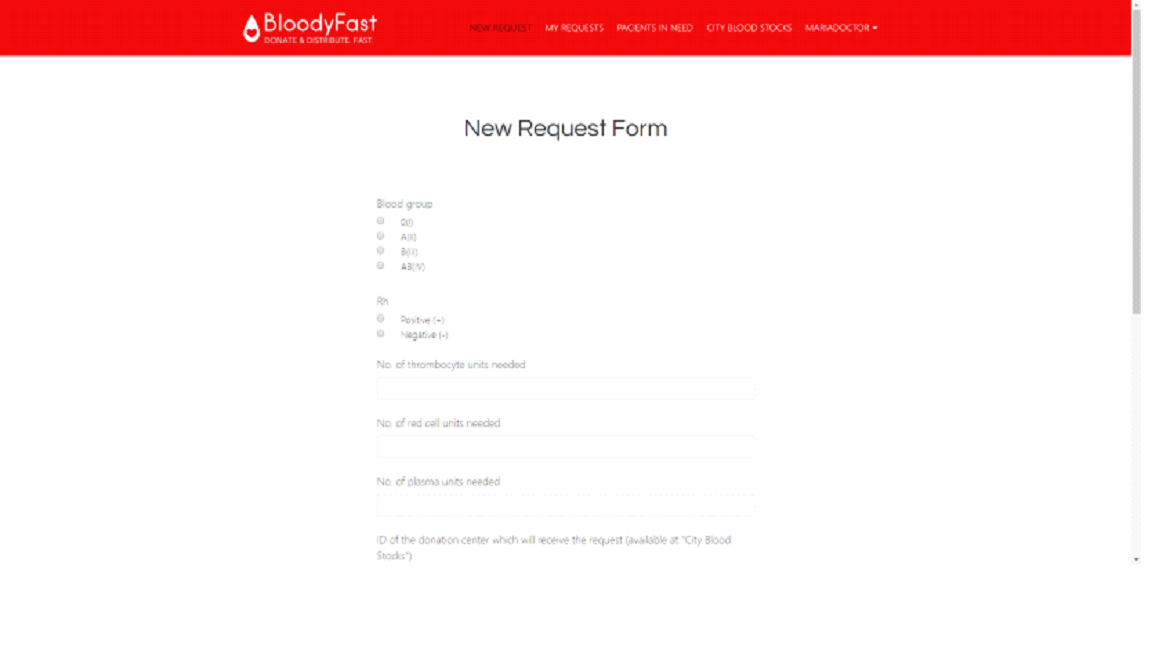 BloodyFast
DONATE & DISTRIBUTE. FAST.
NEW REQUEST MY REQUESTS PACIENTS IN NEED CITY BLOOD STOCKS MARIADOCTOR
New Request Form
Blood group
0(I)
A(II)
B(III)
AB(IV)
Rh
Positive (+)
Negative (-)
No. of thrombocyte units needed
No. of red cell units needed
No. of plasma units needed
ID of the donation center which will receive the request (available at "City Blood
Stocks")